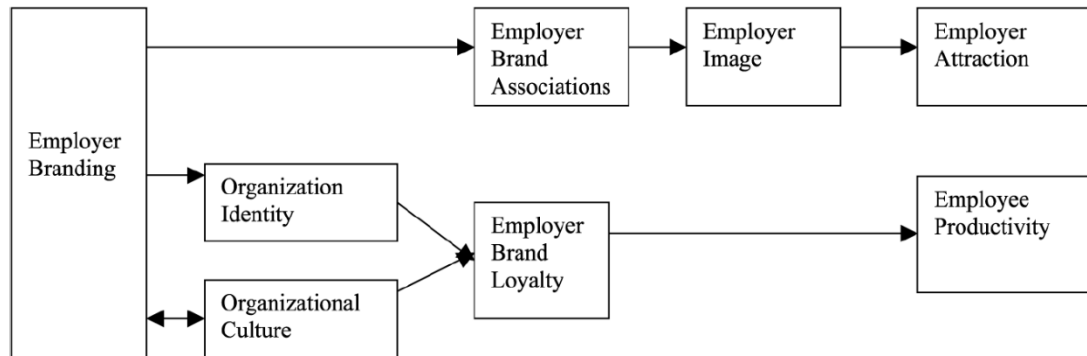 Employer
Branding
Employer
Brand
Associations
Employer
Image
Employer
Attraction
Organization
Identity
Organizational
Culture
Employer
Brand
Loyalty
Employee
Productivity